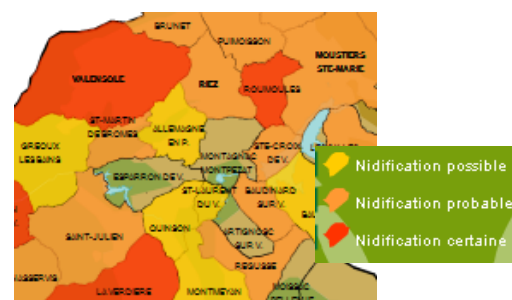 BRUNET
PUIMOISSON
MOUSTIERS
STE-MARIE
VALENSOLE
RIEZ
ROUMOULES
ST-MARTIN
DE BROMES
ALLEMAGNE
EN P.
GREOUX
LES BAINS
STE-CROIX
DE V.
MONTAGNAC
MONTPEZAT
ESPARRON DE V.
ST-LAURENT
DU V.
BAUDINARD
SUR V.
Nidification possible
Nidification probable
Nidification certaine
QUINSON
SAINT-JULIEN
ARTIGNOSC
SUR V.
REGUSSE
LA VERDIERE
MONTMEYAN